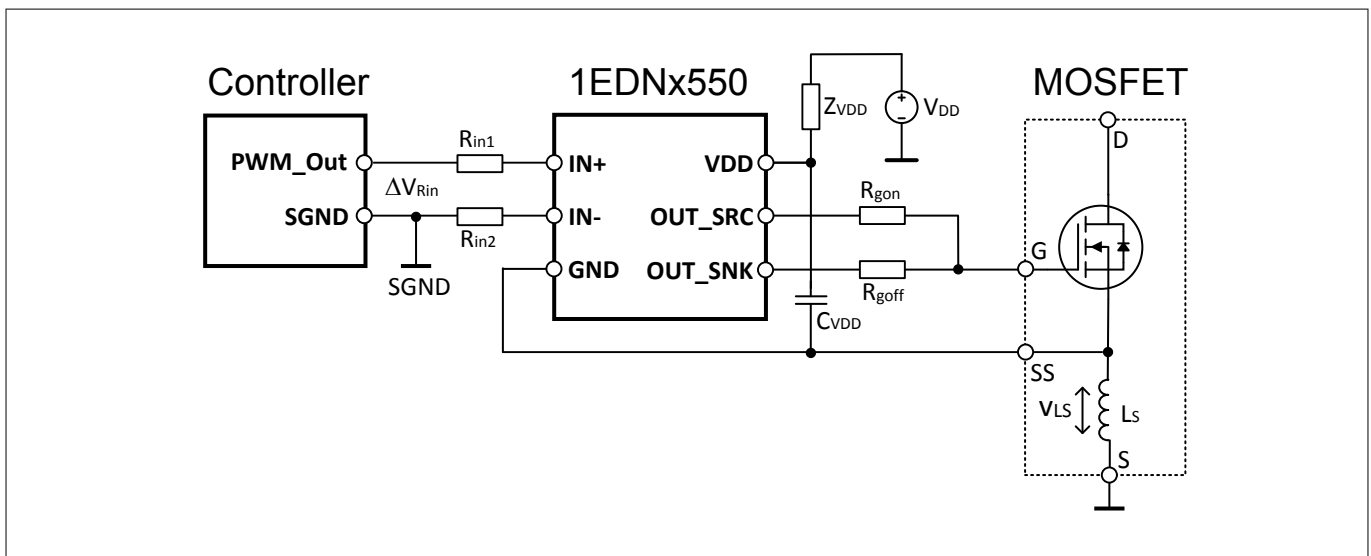 Controller
1EDNx550
MOSFET
PWM_Out
SGND
SGND
ΔVRin
Rin1
Rin2
IN+
IN-
GND
VDD
OUT_SRC
OUT_SNK
ZVDD
VDD
+
-
Rgon
Rgoff
CVDD
D
G
SS
VLS
LS
S